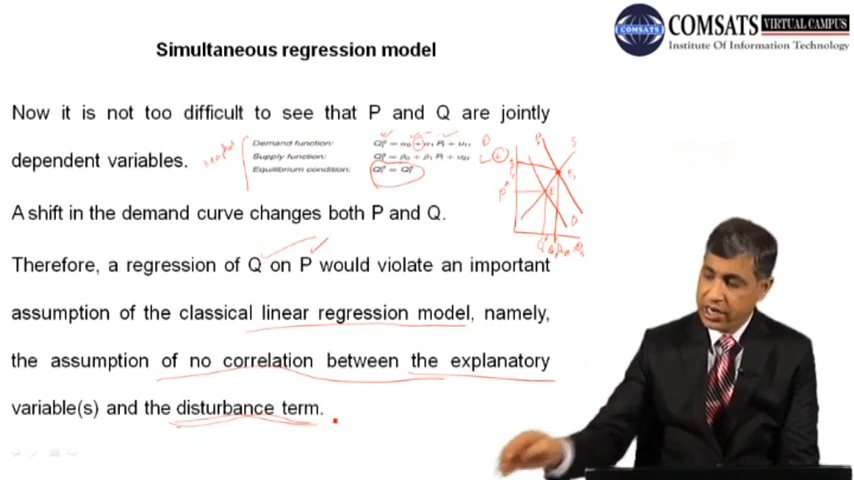 COMSATS VIRTUAL CAMPUS
COMSATS
Institute Of Information Technology
Simultaneous regression model
Now it is not too difficult to see that P and Q are jointly
dependent variables.
Demand function:
Supply function:
Equilibrium condition:
A shift in the demand curve changes both P and Q.
Therefore, a regression of Q on P would violate an important
assumption of the classical linear regression model, namely,
the assumption of no correlation between the explanatory
variable(s) and the disturbance term.